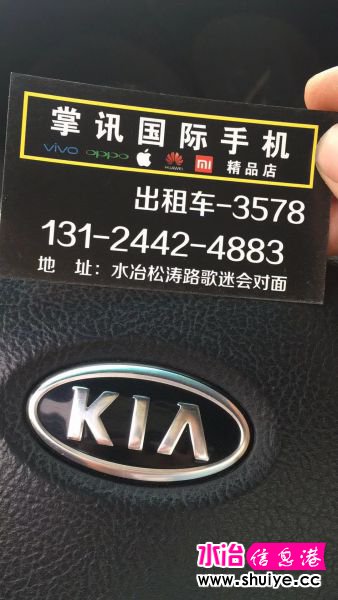 掌讯国际手机
vivo oppo HUAWEI mi 精品店
出租车-3578
131-2442-4883
地 址：水冶松涛路歌迷会对面
KIA
水冶信息港
www.shuiye.cc